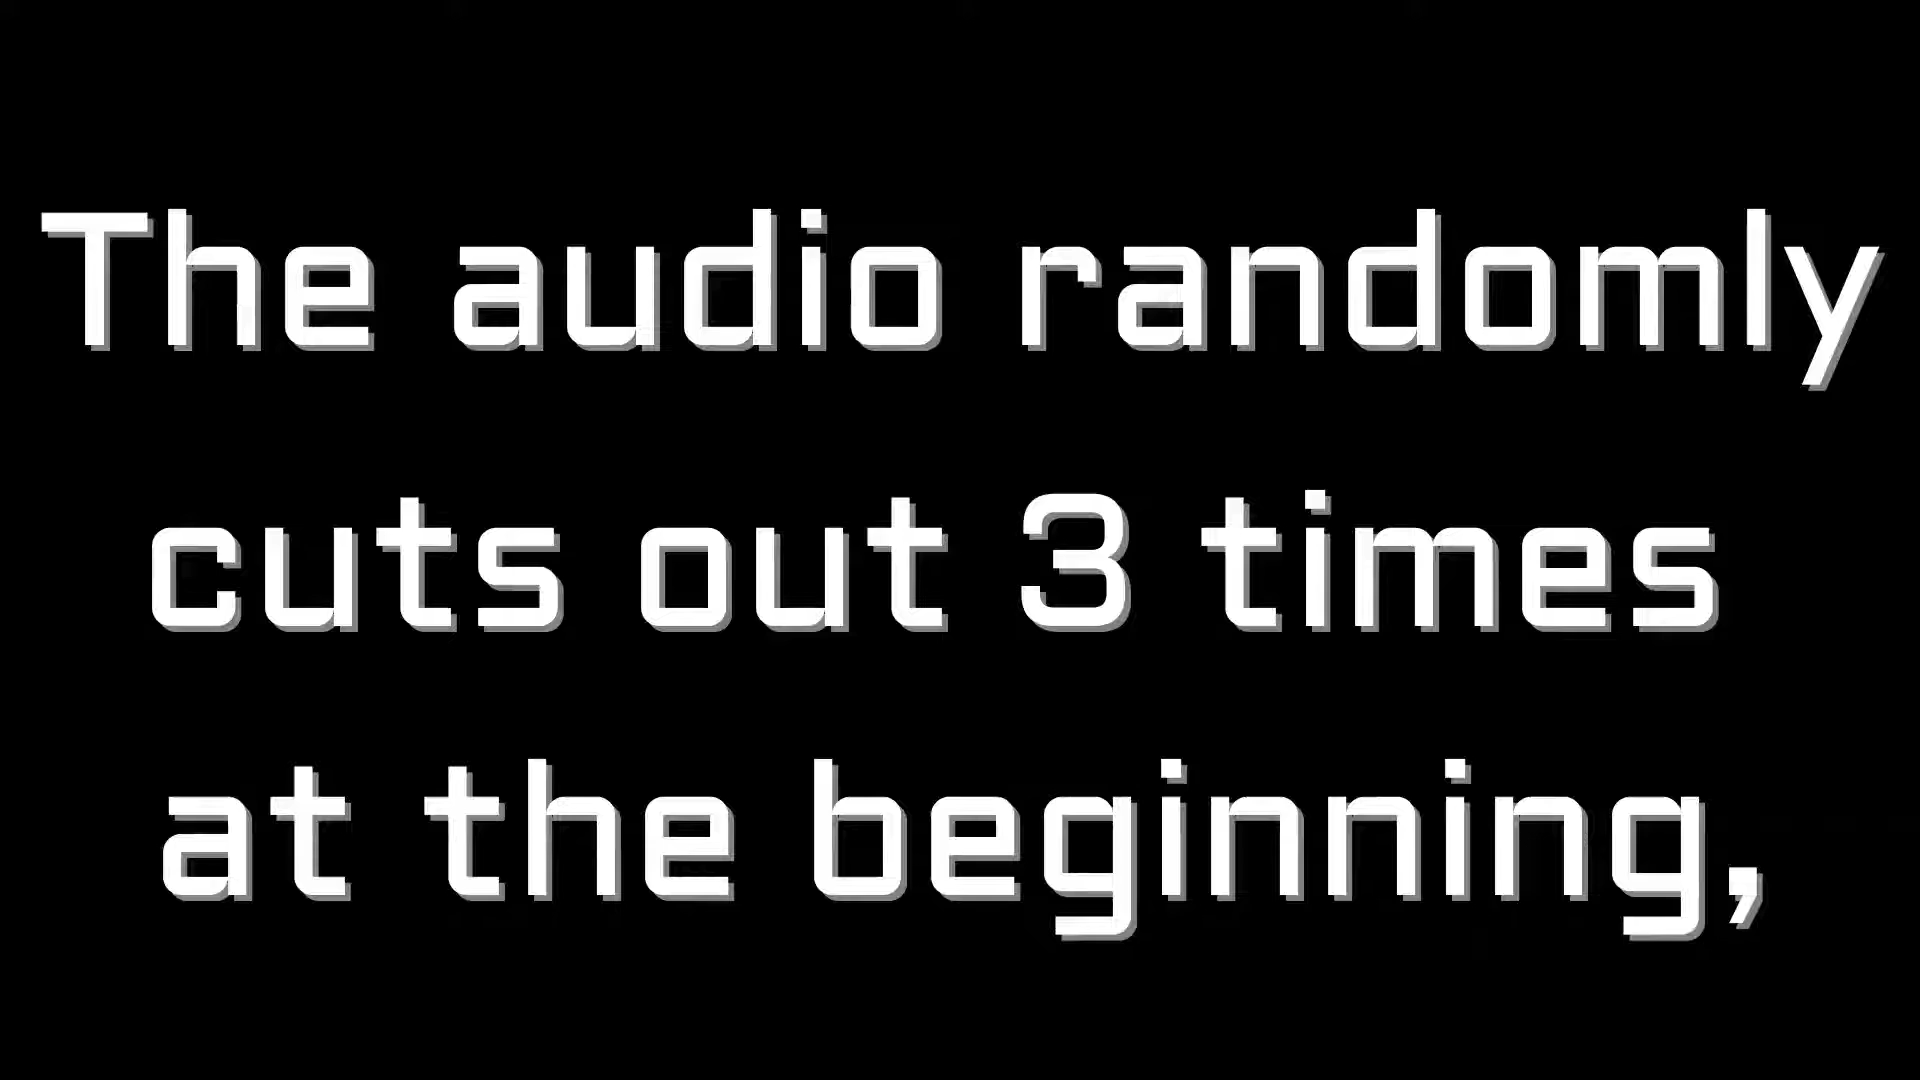 The audio randomly
cuts out 3 times
at the beginning,